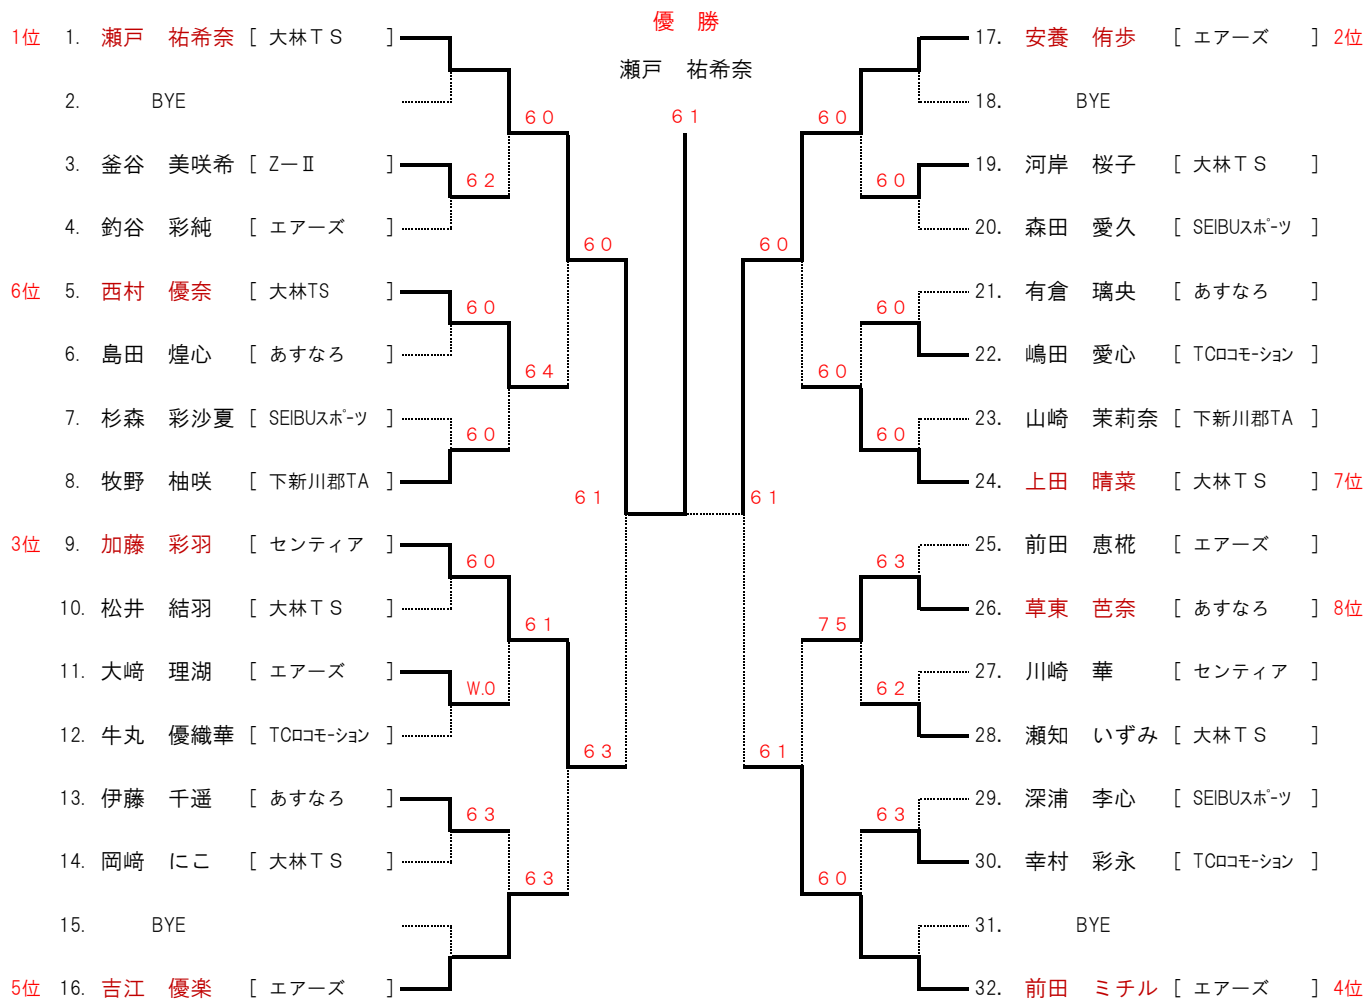 優　勝
瀬戸　祐希奈
61
1位 1. 瀬戸　祐希奈 [ 大林ＴＳ ]
2. BYE
60
3. 釜谷　美咲希 [ Z－Ⅱ ]
62
4. 釣谷　彩純 [ エアーズ ]
60
6位 5. 西村　優奈 [ 大林TS ]
60
6. 島田　煌心 [ あすなろ ]
64
7. 杉森　彩沙夏 [ SEIBUｽﾎﾟｰﾂ ]
60
8. 牧野　柚咲 [ 下新川郡TA ]
61
3位 9. 加藤　彩羽 [ センティア ]
60
10. 松井　結羽 [ 大林ＴＳ ]
61
11. 大﨑　理湖 [ エアーズ ]
W.O
12. 牛丸　優織華 [ TCﾛｺﾓｰｼｮﾝ ]
63
13. 伊藤　千遥 [ あすなろ ]
63
14. 岡﨑　にこ [ 大林ＴＳ ]
63
15. BYE
5位 16. 吉江　優楽 [ エアーズ ]
17. 安養　侑歩 [ エアーズ ] 2位
18. BYE
60
19. 河岸　桜子 [ 大林ＴＳ ]
60
20. 森田　愛久 [ SEIBUｽﾎﾟｰﾂ ]
60
21. 有倉　璃央 [ あすなろ ]
60
22. 嶋田　愛心 [ TCﾛｺﾓｰｼｮﾝ ]
60
23. 山崎　茉莉奈 [ 下新川郡TA ]
60
24. 上田　晴菜 [ 大林ＴＳ ] 7位
61
25. 前田　恵椛 [ エアーズ ]
63
26. 草東　芭奈 [ あすなろ ] 8位
75
27. 川崎　華 [ センティア ]
62
28. 瀬知　いずみ [ 大林ＴＳ ]
61
29. 深浦　李心 [ SEIBUｽﾎﾟｰﾂ ]
63
30. 幸村　彩永 [ TCﾛｺﾓｰｼｮﾝ ]
60
31. BYE
32. 前田　ミチル [ エアーズ ] 4位